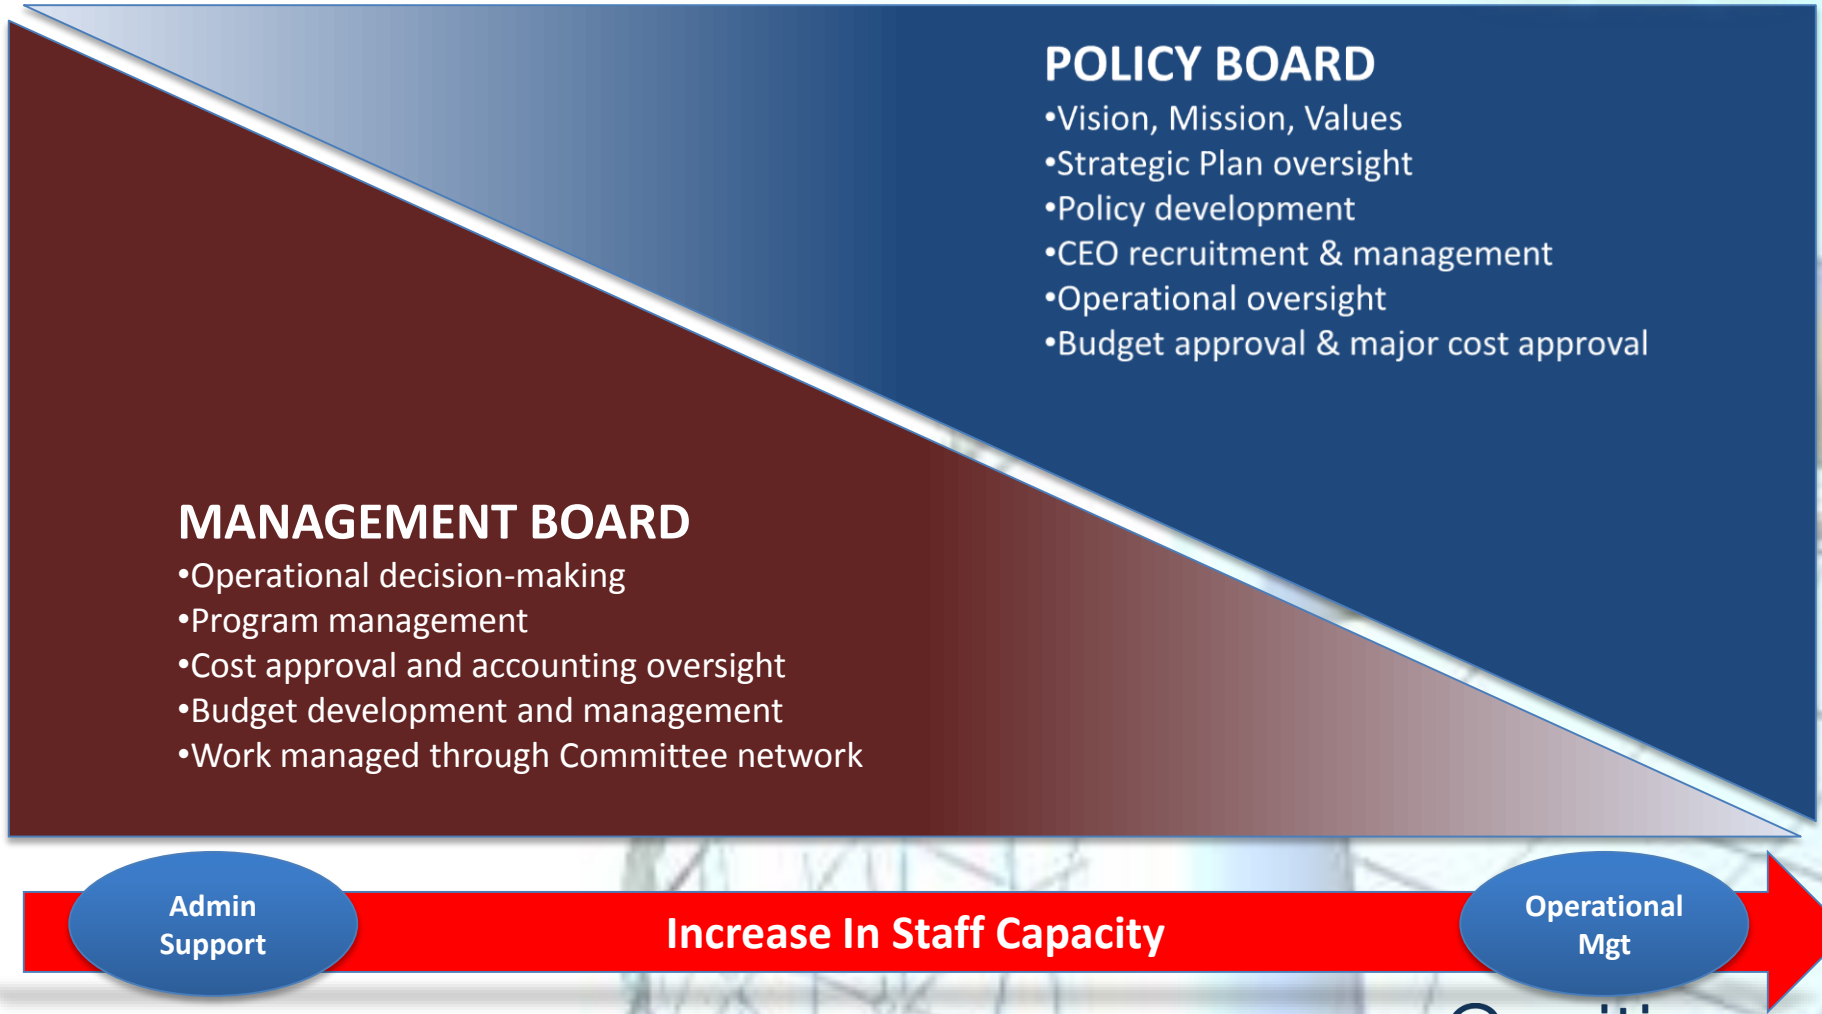 POLICY BOARD
•Vision, Mission, Values
•Strategic Plan oversight
•Policy development
•CEO recruitment & management
•Operational oversight
•Budget approval & major cost approval
MANAGEMENT BOARD
•Operational decision-making
•Program management
•Cost approval and accounting oversight
•Budget development and management
•Work managed through Committee network
Admin
Support
Increase In Staff Capacity
Operational
Mgt